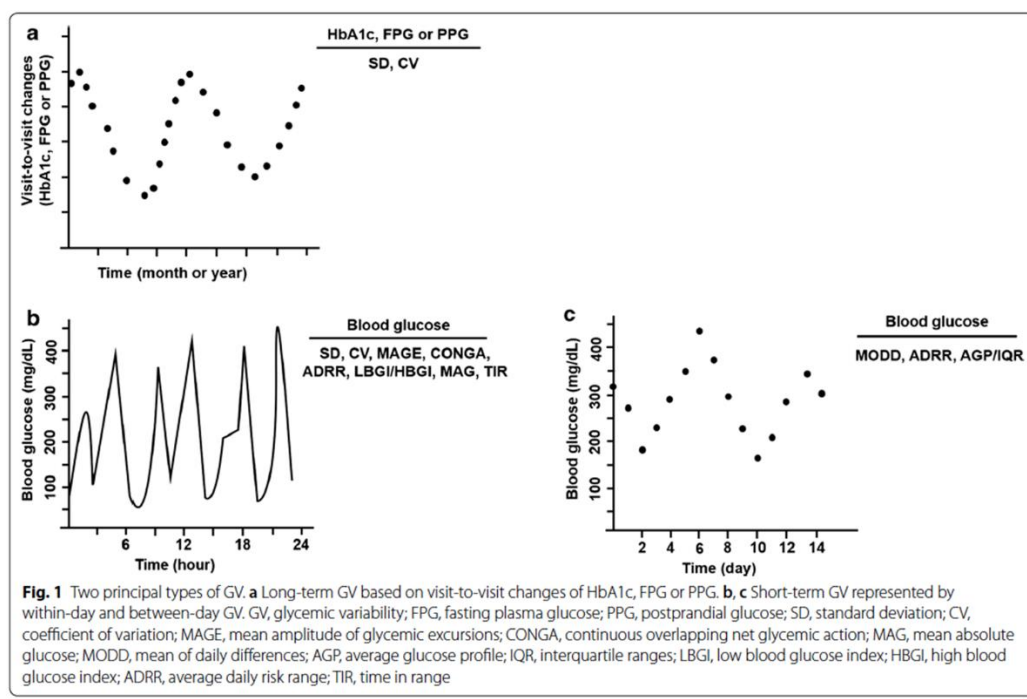 a
HbA1c, FPG or PPG
SD, CV
Visit-to-visit changes
(HbA1c, FPG or PPG)
Time (month or year)
b
Blood glucose
SD, CV, MAGE, CONGA,
ADRR, LBGI/HBGI, MAG, TIR
Blood glucose (mg/dL)
400
300
200
100
6 12 18 24
Time (hour)
c
Blood glucose
MODD, ADRR, AGP/IQR
Blood glucose (mg/dL)
400
300
200
100
2 4 6 8 10 12 14
Time (day)
Fig. 1 Two principal types of GV. a Long-term GV based on visit-to-visit changes of HbA1c, FPG or PPG. b, c Short-term GV represented by
within-day and between-day GV. GV, glycemic variability; FPG, fasting plasma glucose; PPG, postprandial glucose; SD, standard deviation; CV,
coefficient of variation; MAGE, mean amplitude of glycemic excursions; CONGA, continuous overlapping net glycemic action; MAG, mean absolute
glucose; MODD, mean of daily differences; AGP, average glucose profile; IQR, interquartile ranges; LBGI, low blood glucose index; HBGI, high blood
glucose index; ADRR, average daily risk range; TIR, time in range